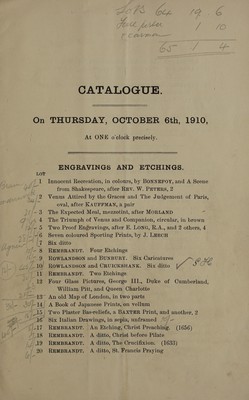 19 6
1 10
65 1 4
CATALOGUE.
On THURSDAY, OCTOBER 6th, 1910,
At ONE o'clock precisely.
ENGRAVINGS AND ETCHINGS.
LOT
1 Innocent Recreation, in colours, by BONNEFOY, and A Scene
from Shakespeare, after REV. W. PETERS, 2
2 Venus Attired by the Graces and The Judgement of Paris,
oval, after KAUFFMAN, a pair
3 The Expected Meal, mezzotint, after MORLAND
4 The Triumph of Venus and Companion, circular, in brown
5 Two Proof Engravings, after E. LONG, R.A., and 2 others, 4
6 Seven coloured Sporting Prints, by J. LEECH
7 Six ditto
8 REMBRANDT. Four Etchings
9 ROWLANDSON and BUNBURY. Six Caricatures
10 ROWLANDSON and CRUICKSHANK. Six ditto
11 REMBRANDT. Two Etchings
12 Four Glass Pictures, George III., Duke of Cumberland,
William Pitt, and Queen Charlotte
13 An old Map of London, in two parts
14 A Book of Japanese Prints, on vellum
15 Two Plaster Bas-reliefs, a BAXTER Print, and another, 2
16 Six Italian Drawings, in sepia, unframed
17 REMBRANDT. An Etching, Christ Preaching (1656)
18 REMBRANDT. A ditto, Christ before Pilate
19 REMBRANDT. A ditto, The Crucifixion (1633)
20 REMBRANDT. A ditto, St. Francis Praying